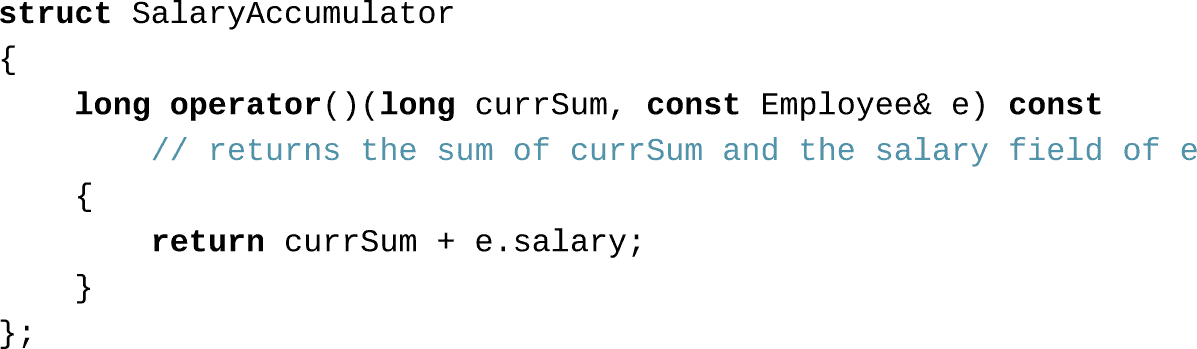 struct SalaryAccumulator
{
    long operator()(long currSum, const Employee& e) const
        // returns the sum of currSum and the salary field of e
    {
        return currSum + e.salary;
    }
};